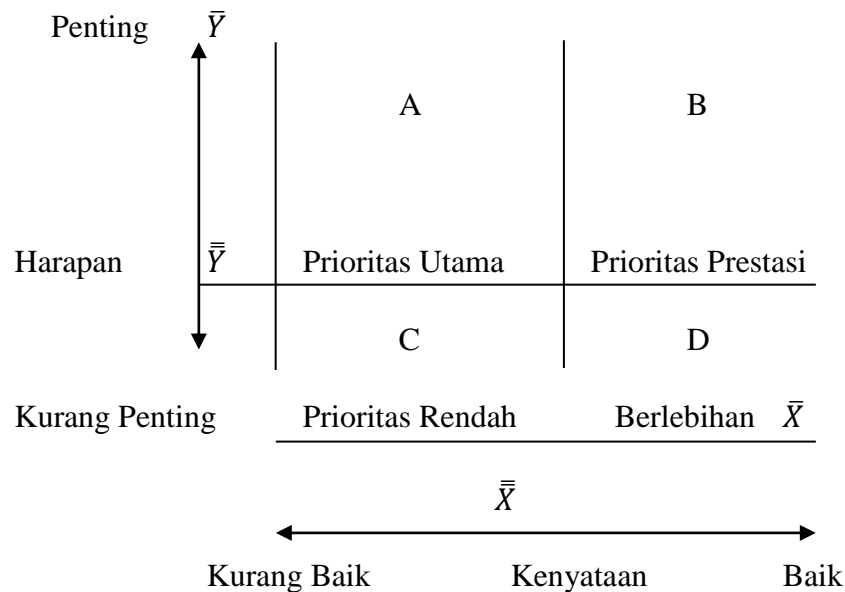 Penting Ȳ
A B
Harapan Y̿ Prioritas Utama Prioritas Prestasi
C D
Kurang Penting Prioritas Rendah Berlebihan X̄
X̿
Kurang Baik Kenyataan Baik